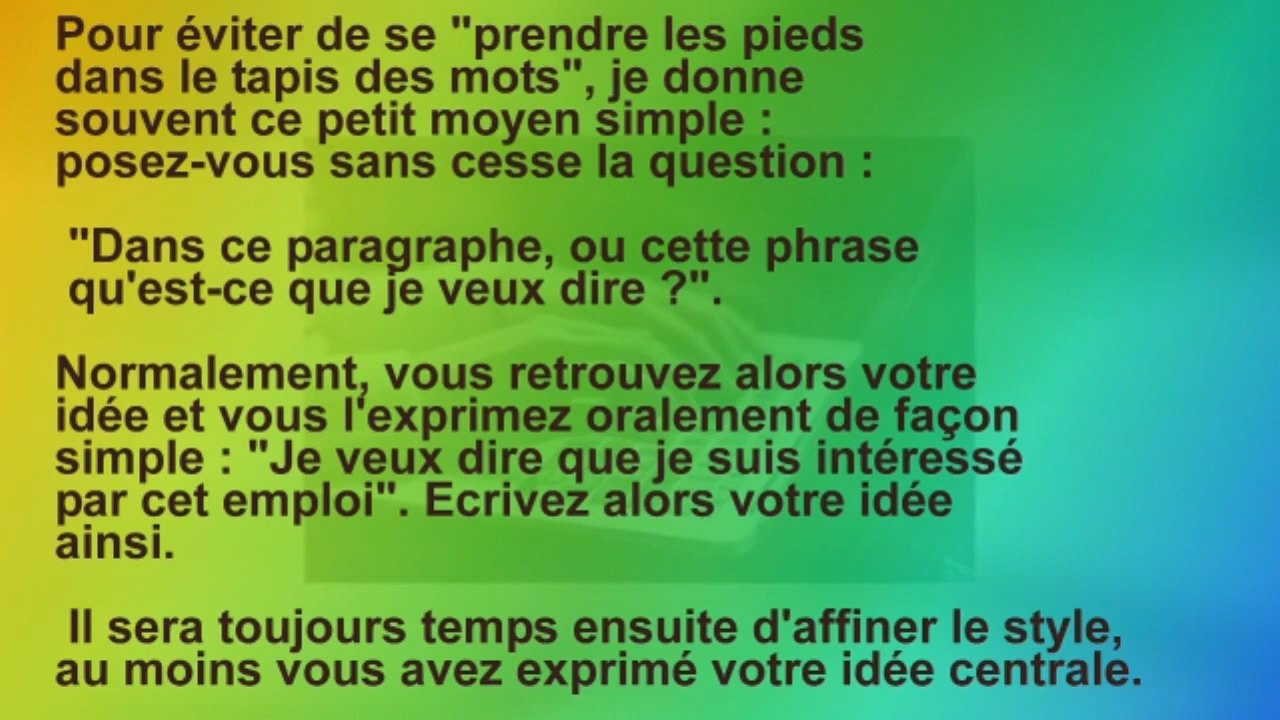 Pour éviter de se "prendre les pieds
dans le tapis des mots", je donne
souvent ce petit moyen simple :
posez-vous sans cesse la question :
"Dans ce paragraphe, ou cette phrase
qu'est-ce que je veux dire ?".
Normalement, vous retrouvez alors votre
idée et vous l'exprimez oralement de façon
simple : "Je veux dire que je suis intéressé
par cet emploi". Ecrivez alors votre idée
ainsi.
Il sera toujours temps ensuite d'affiner le style,
au moins vous avez exprimé votre idée centrale.